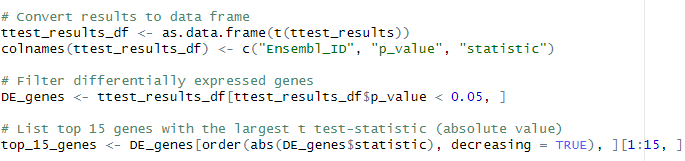 # Convert results to data frame
ttest_results_df <- as.data.frame(t(ttest_results))
colnames(ttest_results_df) <- c("Ensembl_ID", "p_value", "statistic")
# Filter differentially expressed genes
DE_genes <- ttest_results_df[ttest_results_df$p_value < 0.05, ]
# List top 15 genes with the largest t test-statistic (absolute value)
top_15_genes <- DE_genes[order(abs(DE_genes$statistic), decreasing = TRUE), ][1:15, ]